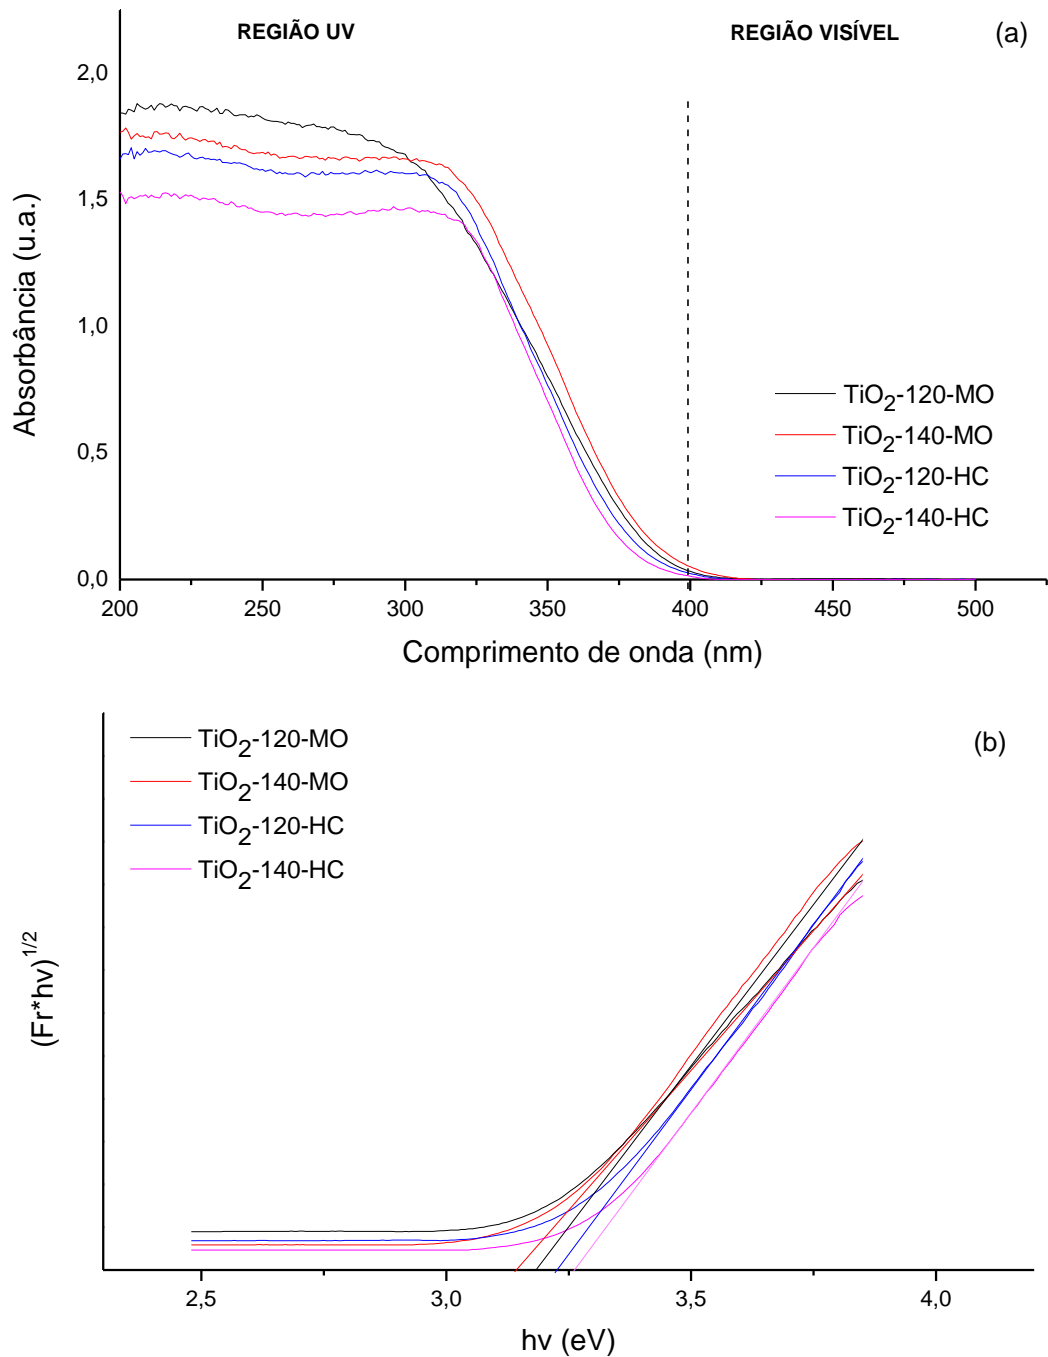 REGIÃO UV REGIÃO VISÍVEL (a)
2,0
1,5
1,0
0,5
0,0
Absorbância (u.a.)
TiO2-120-MO
TiO2-140-MO
TiO2-120-HC
TiO2-140-HC
200 250 300 350 400 450 500
Comprimento de onda (nm)
(b)
TiO2-120-MO
TiO2-140-MO
TiO2-120-HC
TiO2-140-HC
(Fr*hν)^1/2
2,5 3,0 3,5 4,0
hν (eV)